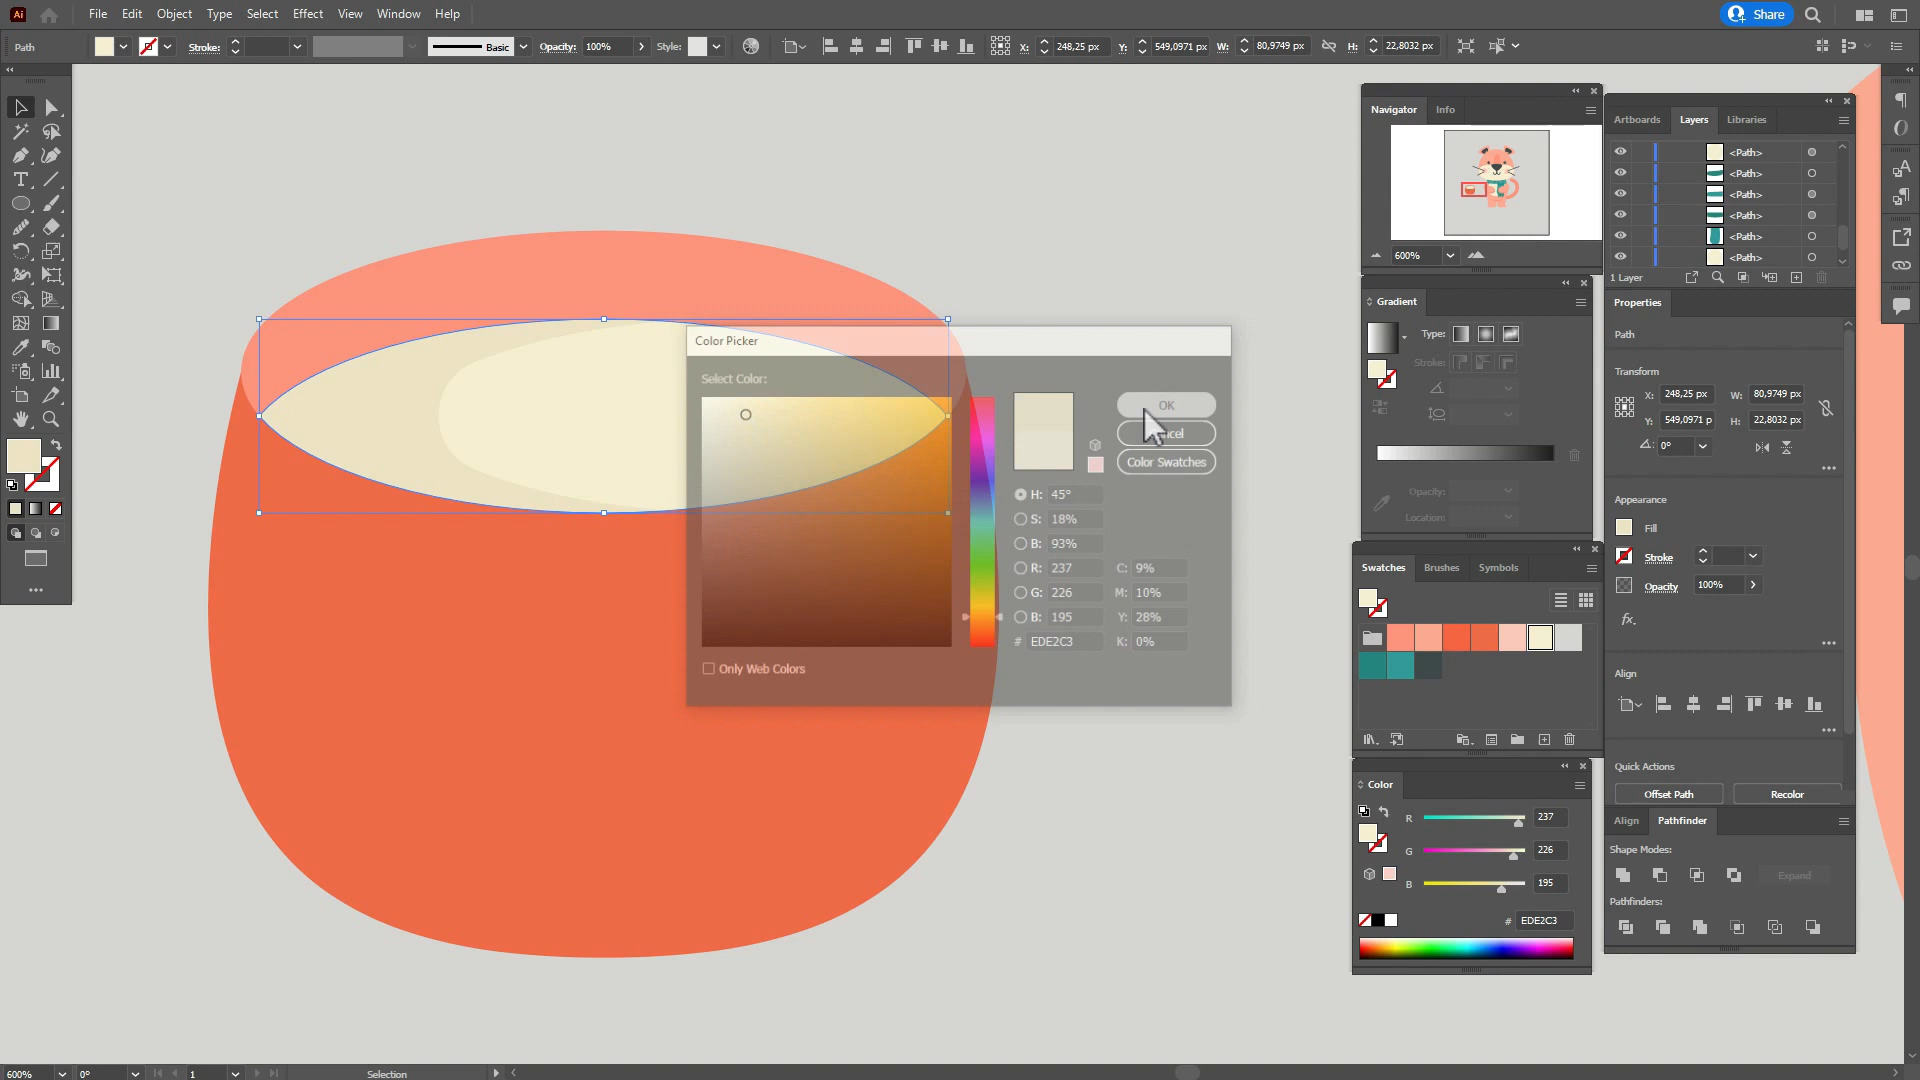 Ai File Edit Object Type Select Effect View Window Help Share
Path Stroke: Basic Opacity: 100% Style: X: 248,25 px Y: 549,0971 px W: 80,9749 px H: 22,8032 px
Navigator Info
Artboards Layers Libraries
<Path>
<Path>
<Path>
<Path>
<Path>
<Path>
1 Layer
600%
Gradient
Type:
Stroke:
Opacity:
Location:
Properties
Path
Transform
X: 248,25 px W: 80,9749 px
Y: 549,0971 p H: 22,8032 px
0°
Appearance
Fill
Stroke
Opacity 100%
fx.
Align
Quick Actions
Offset Path Recolor
Color Picker
Select Color:
OK
Color Swatches
H: 45°
S: 18%
B: 93%
R: 237 C: 9%
G: 226 M: 10%
B: 195 Y: 28%
# EDE2C3 K: 0%
Only Web Colors
Swatches Brushes Symbols
Color
R 237
G 226
B 195
# EDE2C3
Align Pathfinder
Shape Modes:
Expand
Pathfinders:
600% 0° 1 Selection